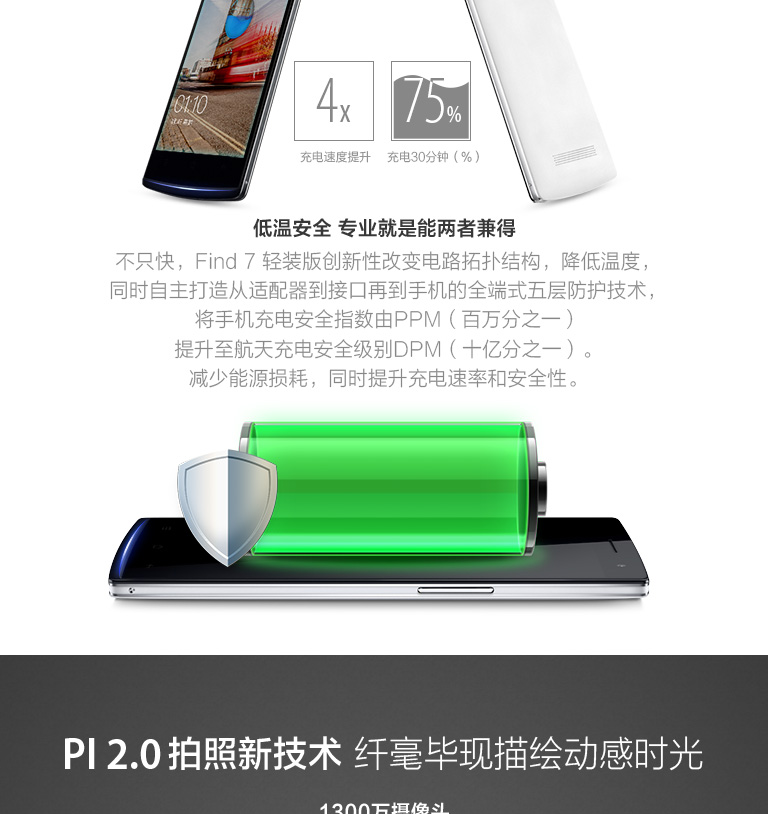 01:10
4x
75%
充电速度提升
充电30分钟（%）
低温安全 专业就是能两者兼得
不只快，Find 7 轻装版创新性改变电路拓扑结构，降低温度，
同时自主打造从适配器到接口再到手机的全端式五层防护技术，
将手机充电安全指数由PPM（百万分之一）
提升至航天充电安全级别DPM（十亿分之一）。
减少能源损耗，同时提升充电速率和安全性。
PI 2.0 拍照新技术 纤毫毕现描绘动感时光
1300万摄像头